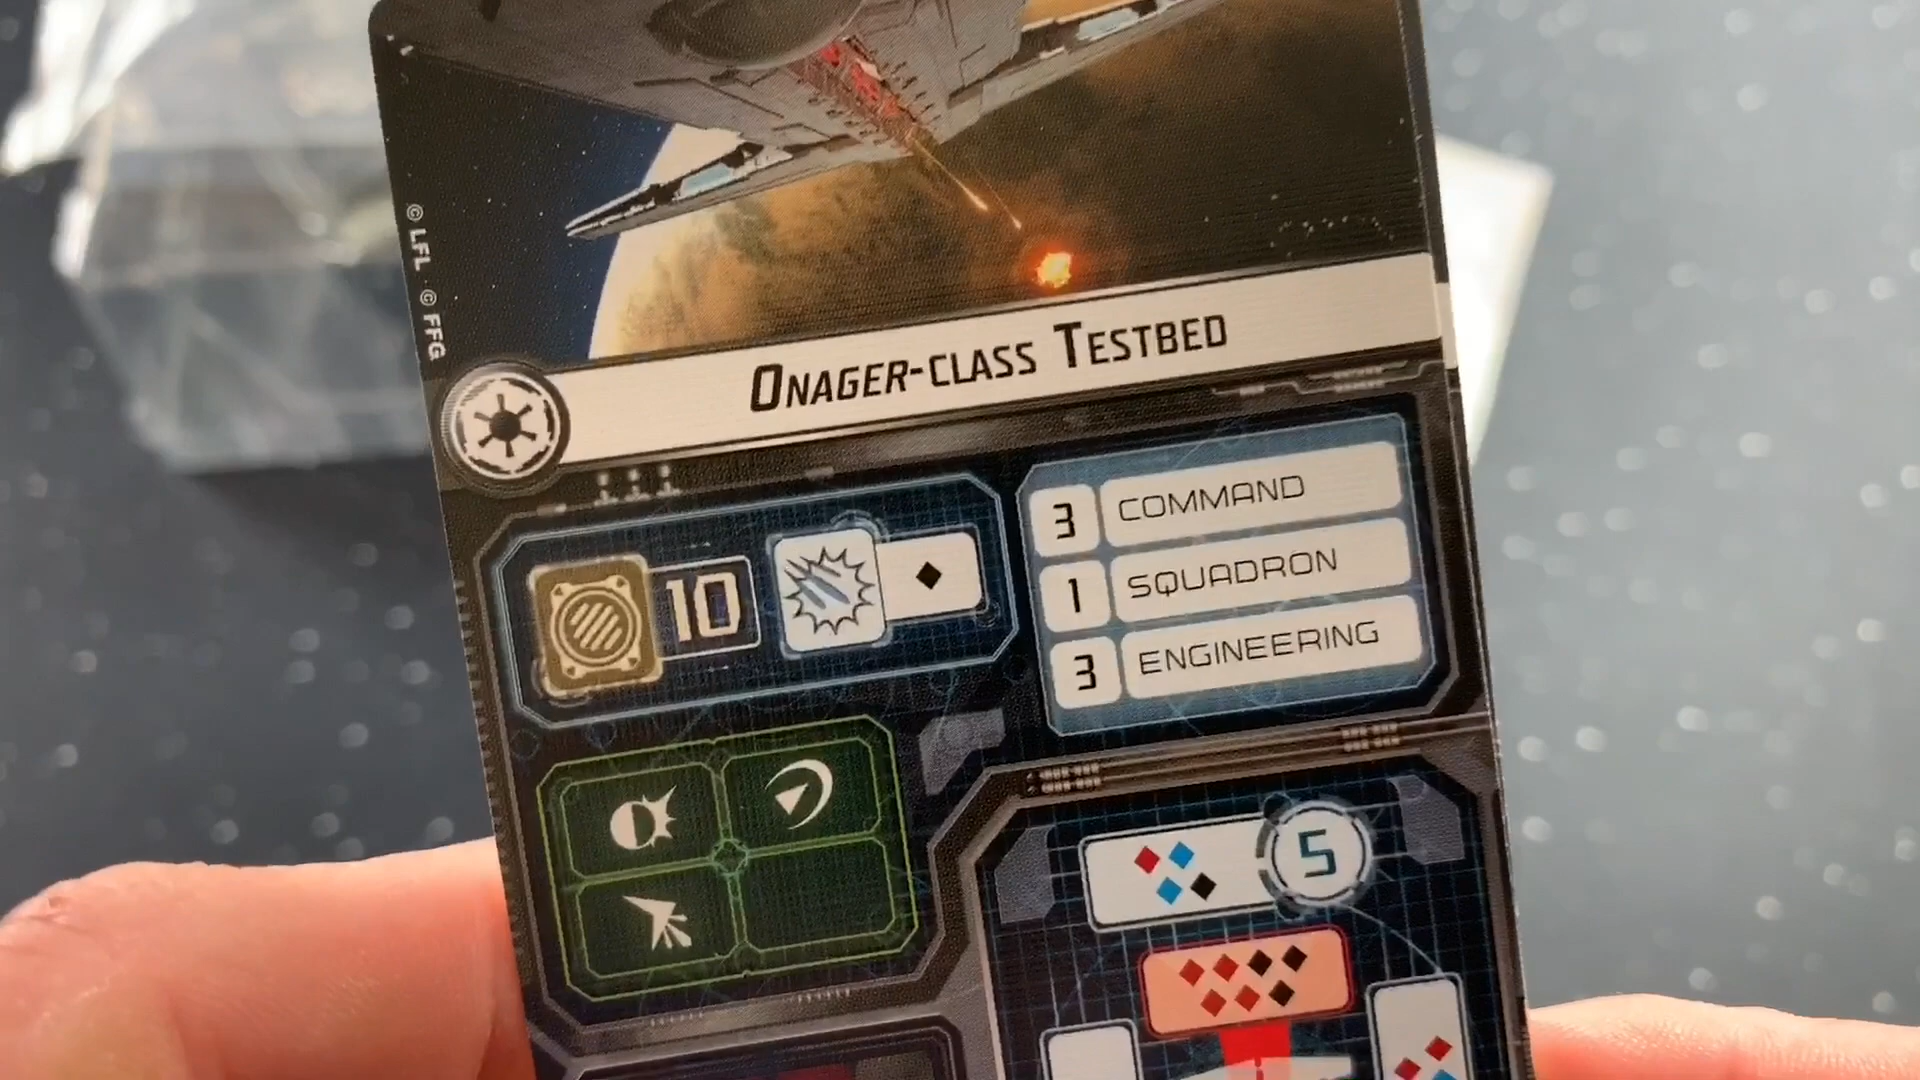 © LFL · © FFG
ONAGER-CLASS TESTBED
10
3 COMMAND
1 SQUADRON
3 ENGINEERING
5